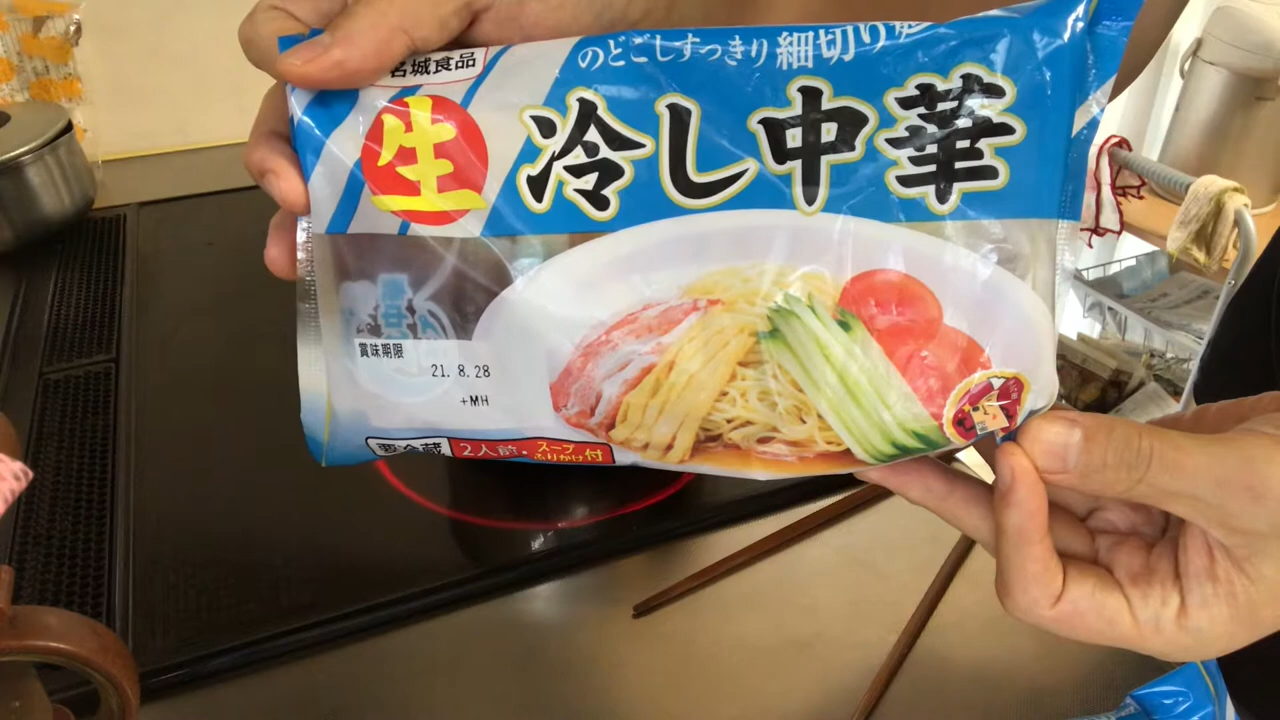 名城食品
のどごしすっきり 細切り
生
冷し中華
賞味期限
21. 8. 28
+MH
要冷蔵
2人前・スープふりかけ付